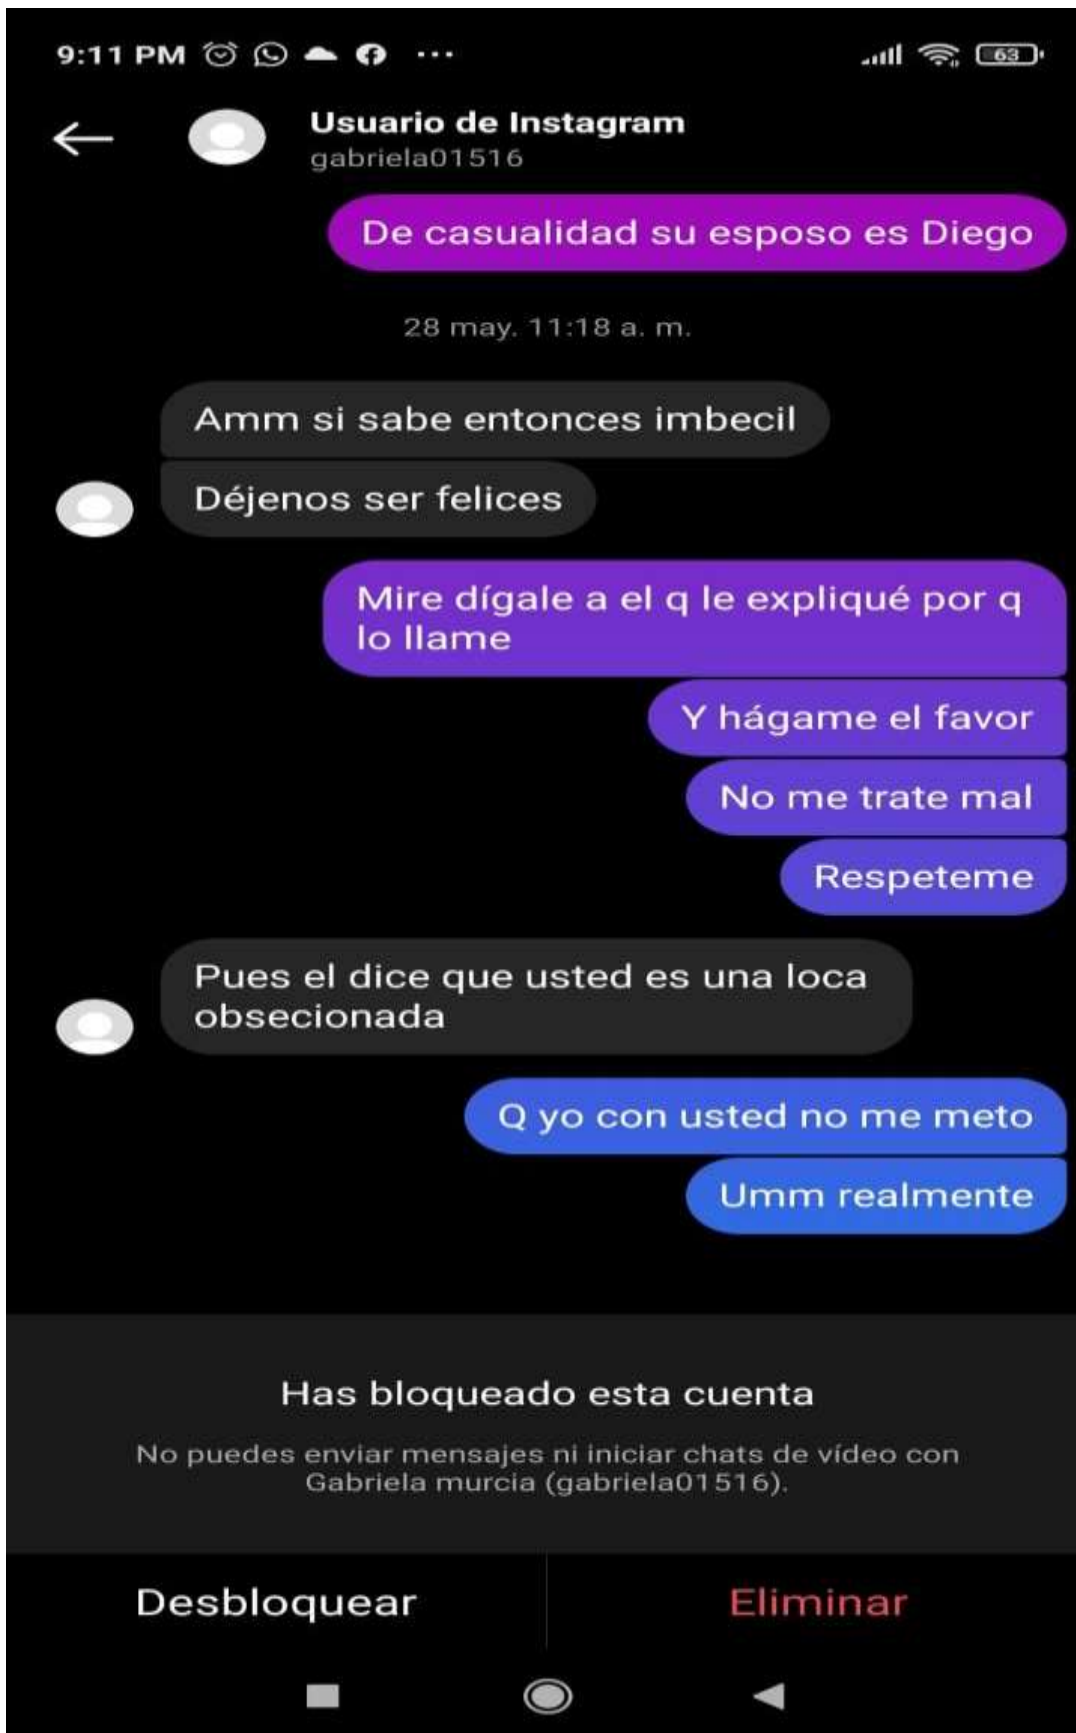 9:11 PM
63
Usuario de Instagram
gabriela01516
De casualidad su esposo es Diego
28 may. 11:18 a. m.
Amm si sabe entonces imbecil
Déjenos ser felices
Mire dígale a el q le expliqué por q
lo llame
Y hágame el favor
No me trate mal
Respeteme
Pues el dice que usted es una loca
obsecionada
Q yo con usted no me meto
Umm realmente
Has bloqueado esta cuenta
No puedes enviar mensajes ni iniciar chats de vídeo con
Gabriela murcia (gabriela01516).
Desbloquear
Eliminar